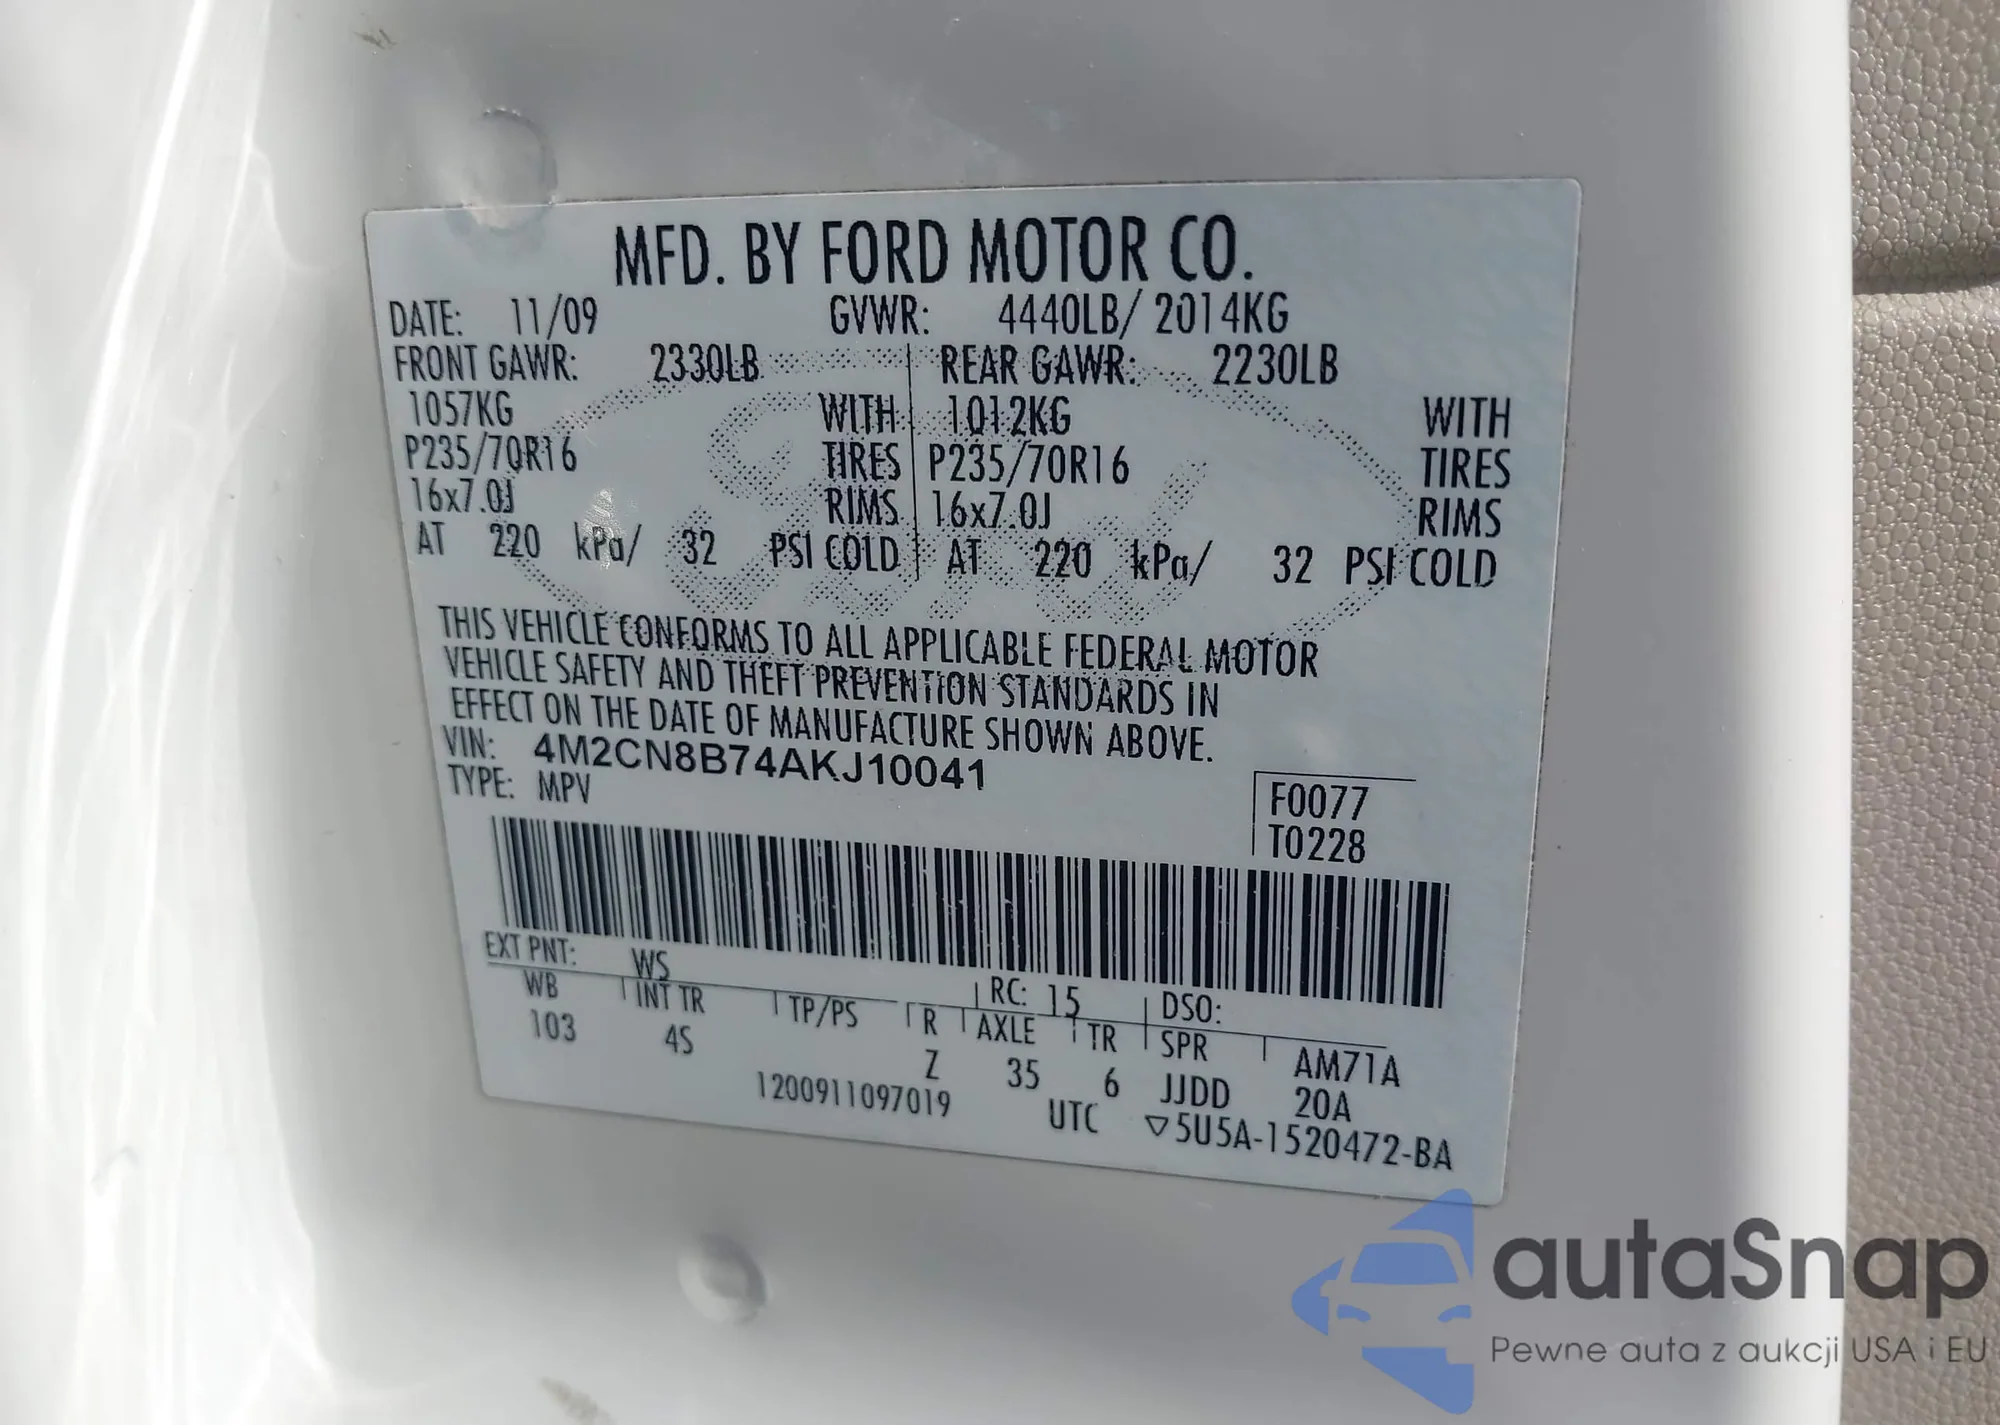 MFD. BY FORD MOTOR CO.
DATE: 11/09 GVWR: 4440LB/ 2014KG
FRONT GAWR: 2330LB REAR GAWR: 2230LB
1057KG WITH 1012KG WITH
P235/70R16 TIRES P235/70R16 TIRES
16x7.0J RIMS 16x7.0J RIMS
AT 220 kPa/ 32 PSI COLD AT 220 kPa/ 32 PSI COLD
THIS VEHICLE CONFORMS TO ALL APPLICABLE FEDERAL MOTOR
VEHICLE SAFETY AND THEFT PREVENTION STANDARDS IN
EFFECT ON THE DATE OF MANUFACTURE SHOWN ABOVE.
VIN: 4M2CN8B74AKJ10041
TYPE: MPV
F0077
T0228
EXT PNT: WS RC: 15 DSO:
WB INT TR TP/PS R AXLE TR SPR AM71A
103 4S Z 35 6 JJDD 20A
1200911097019 UTC ▽5U5A-1520472-BA
autaSnap
Pewne auta z aukcji USA i EU